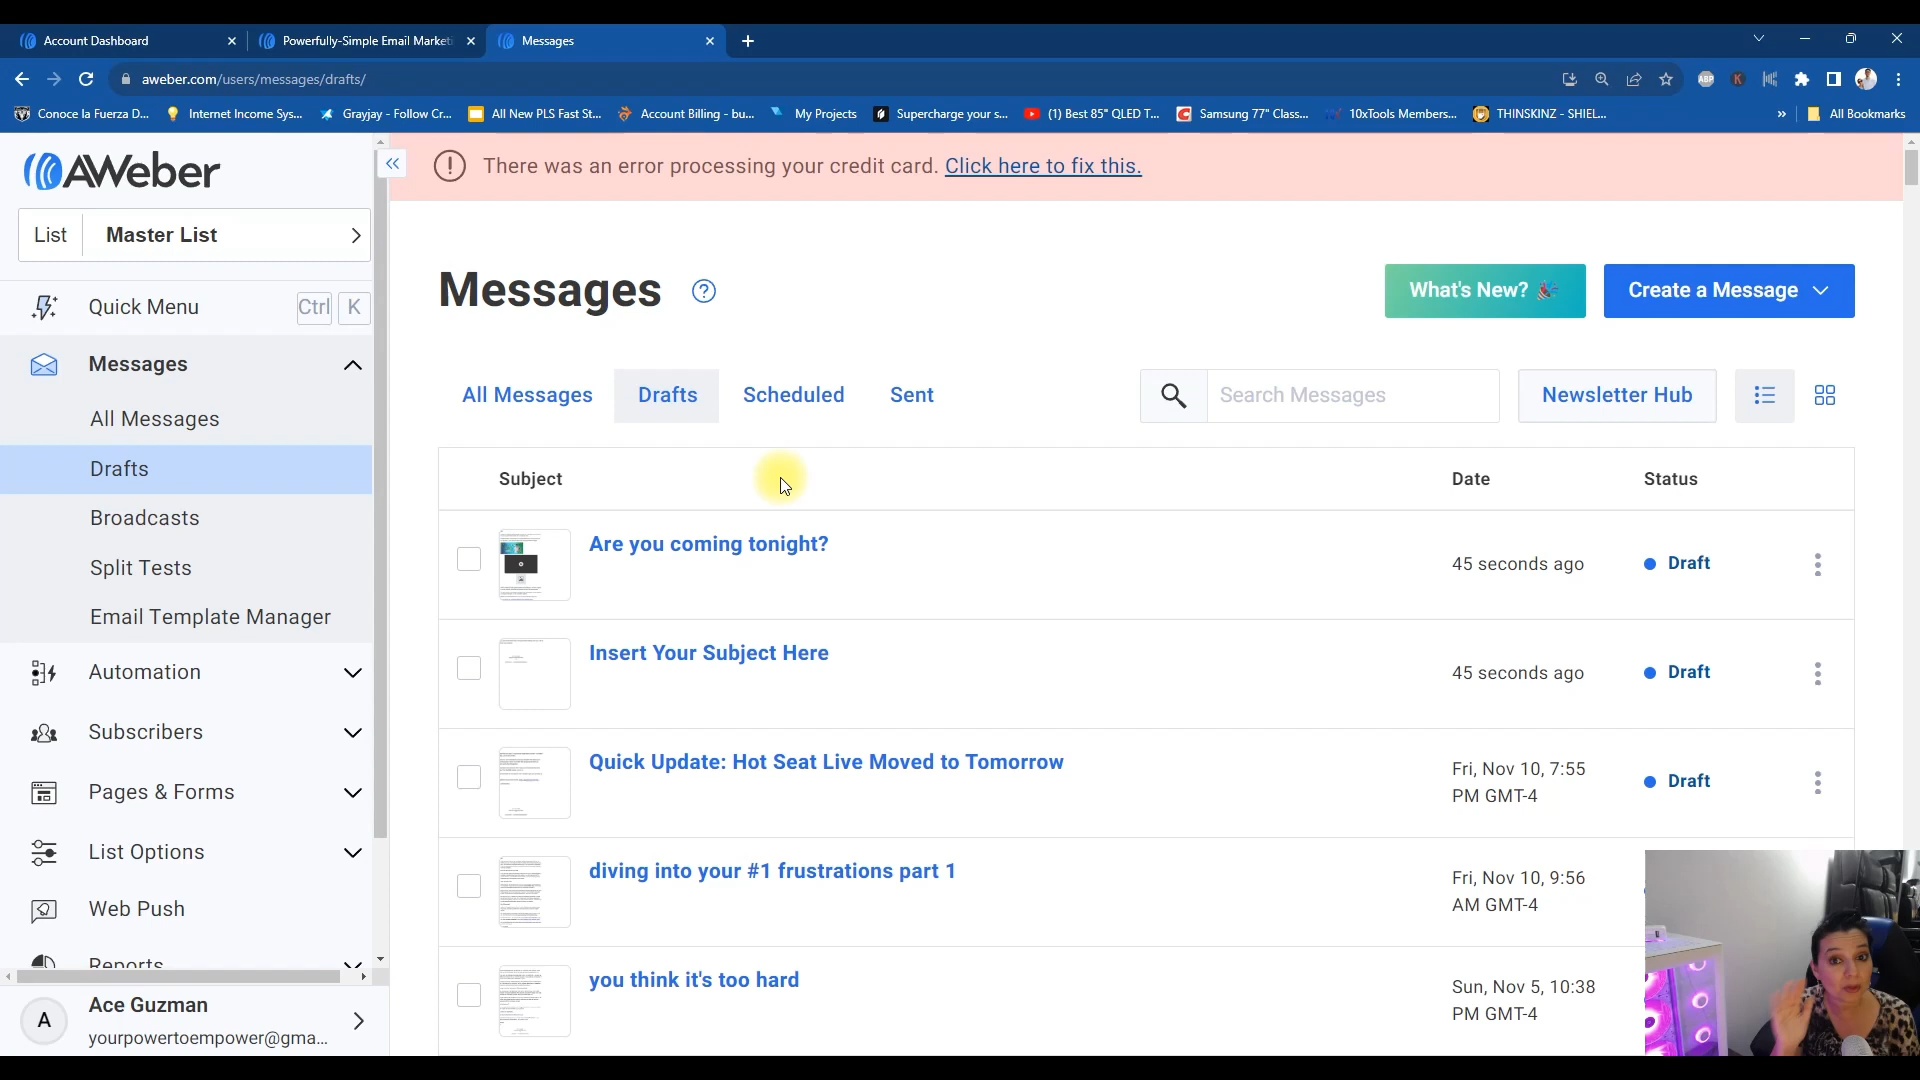 Account Dashboard
Powerfully-Simple Email Marketi
Messages
aweber.com/users/messages/drafts/
Conoce la Fuerza D...
Internet Income Sys...
Grayjay - Follow Cr...
All New PLS Fast St...
Account Billing - bu...
My Projects
Supercharge your s...
(1) Best 85" QLED T...
Samsung 77" Class...
10xTools Members...
THINSKINZ - SHIEL...
All Bookmarks
AWeber
There was an error processing your credit card. Click here to fix this.
List Master List
Quick Menu Ctrl K
Messages
All Messages
Drafts
Broadcasts
Split Tests
Email Template Manager
Automation
Subscribers
Pages & Forms
List Options
Web Push
Reports
A
Ace Guzman
yourpowertoempower@gma...
Messages
What's New?
Create a Message
All Messages
Drafts
Scheduled
Sent
Search Messages
Newsletter Hub
Subject Date Status
Are you coming tonight? 45 seconds ago Draft
Insert Your Subject Here 45 seconds ago Draft
Quick Update: Hot Seat Live Moved to Tomorrow Fri, Nov 10, 7:55 Draft
PM GMT-4
diving into your #1 frustrations part 1 Fri, Nov 10, 9:56
AM GMT-4
you think it's too hard Sun, Nov 5, 10:38
PM GMT-4